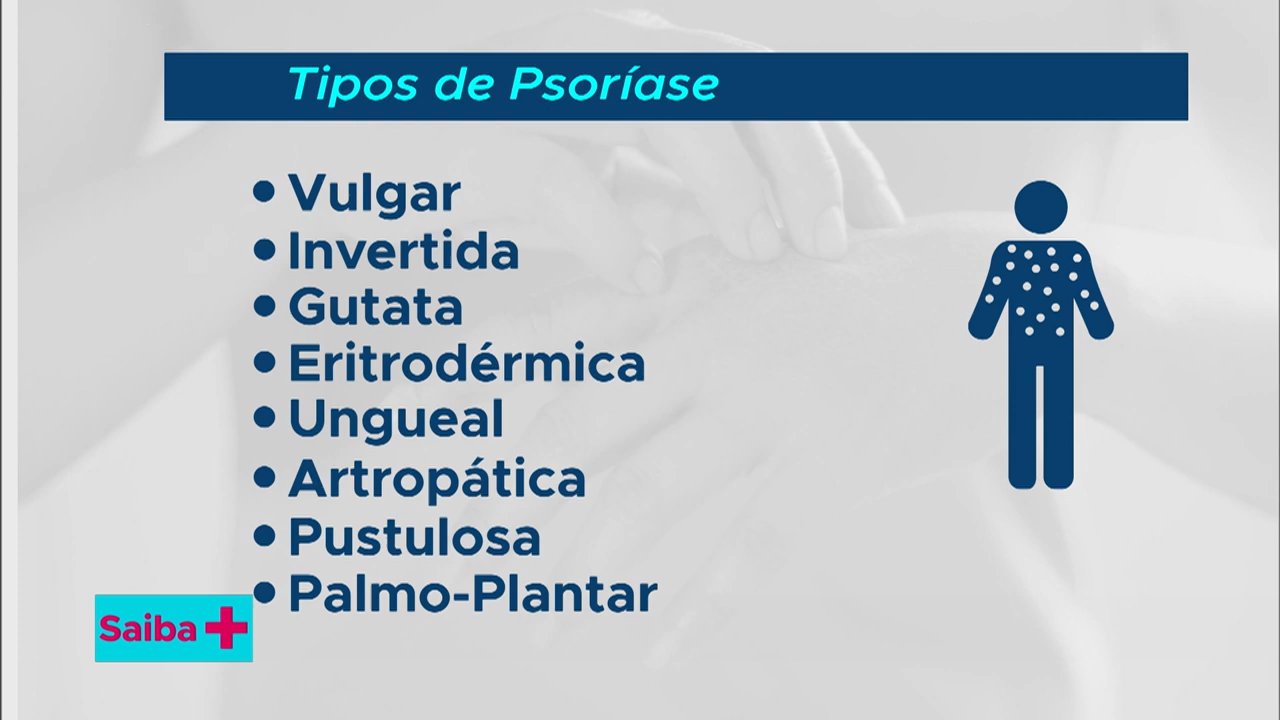 Tipos de Psoríase
• Vulgar
• Invertida
• Gutata
• Eritrodérmica
• Ungueal
• Artropática
• Pustulosa
• Palmo-Plantar
Saiba +